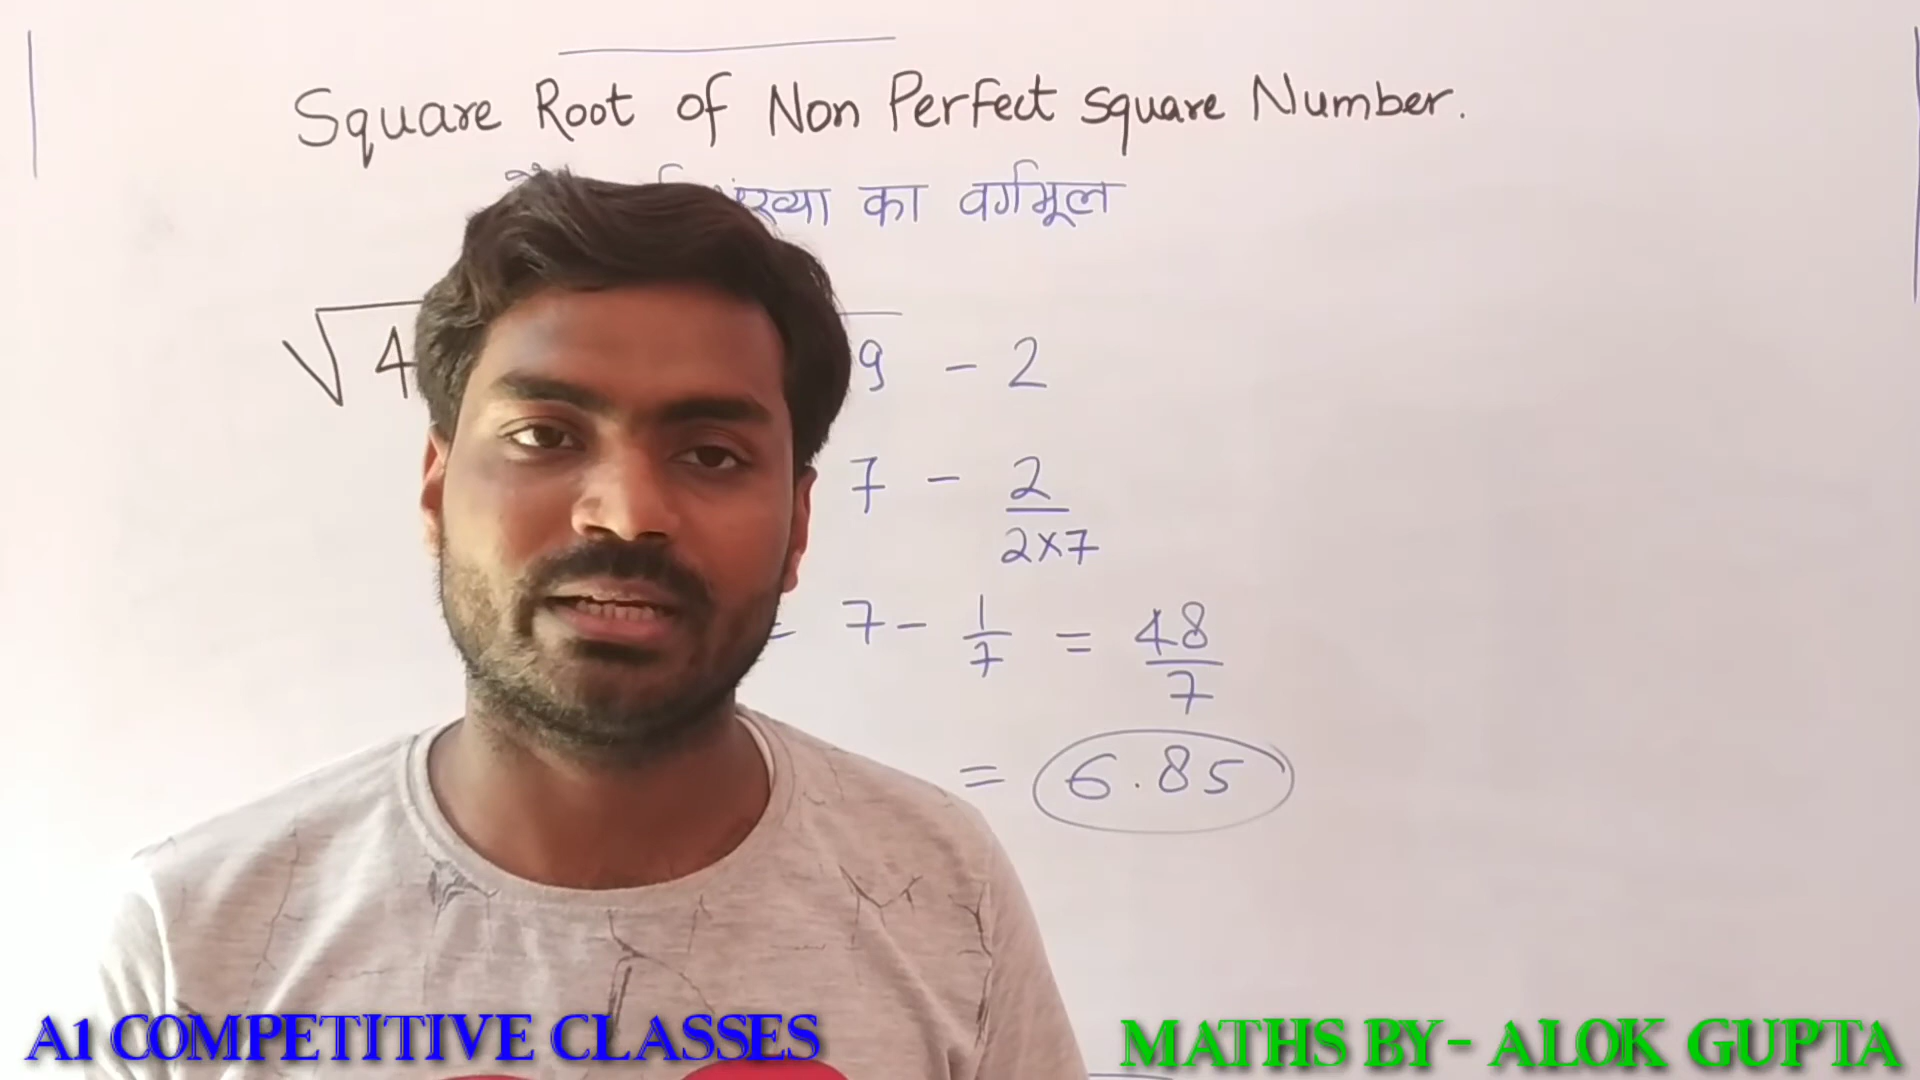 Square Root of Non Perfect square Number.
का वर्गमूल
√4 9 - 2
7 - 2/2×7
= 7 - 1/7 = 48/7
= 6.85
A1 COMPETITIVE CLASSES
MATHS BY- ALOK GUPTA